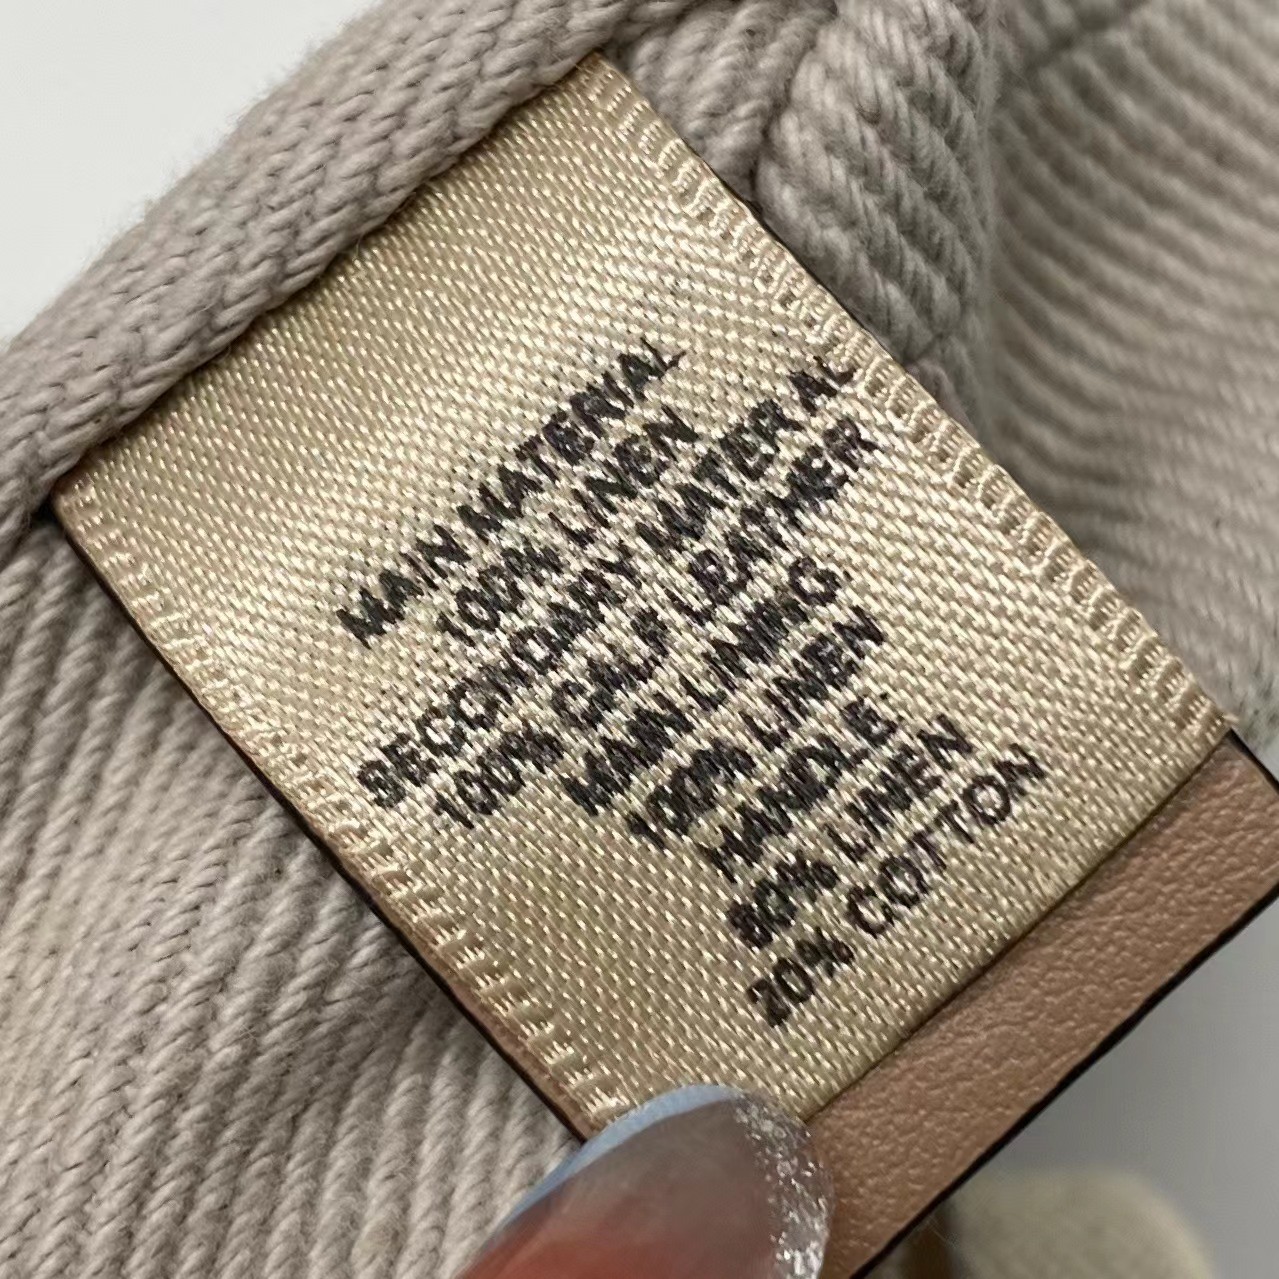 MAIN MATERIAL
100% LINEN
SECONDARY MATERIAL
100% CALF LEATHER
MAIN LINING:
100% LINEN
HANDLE:
80% LINEN
20% COTTON